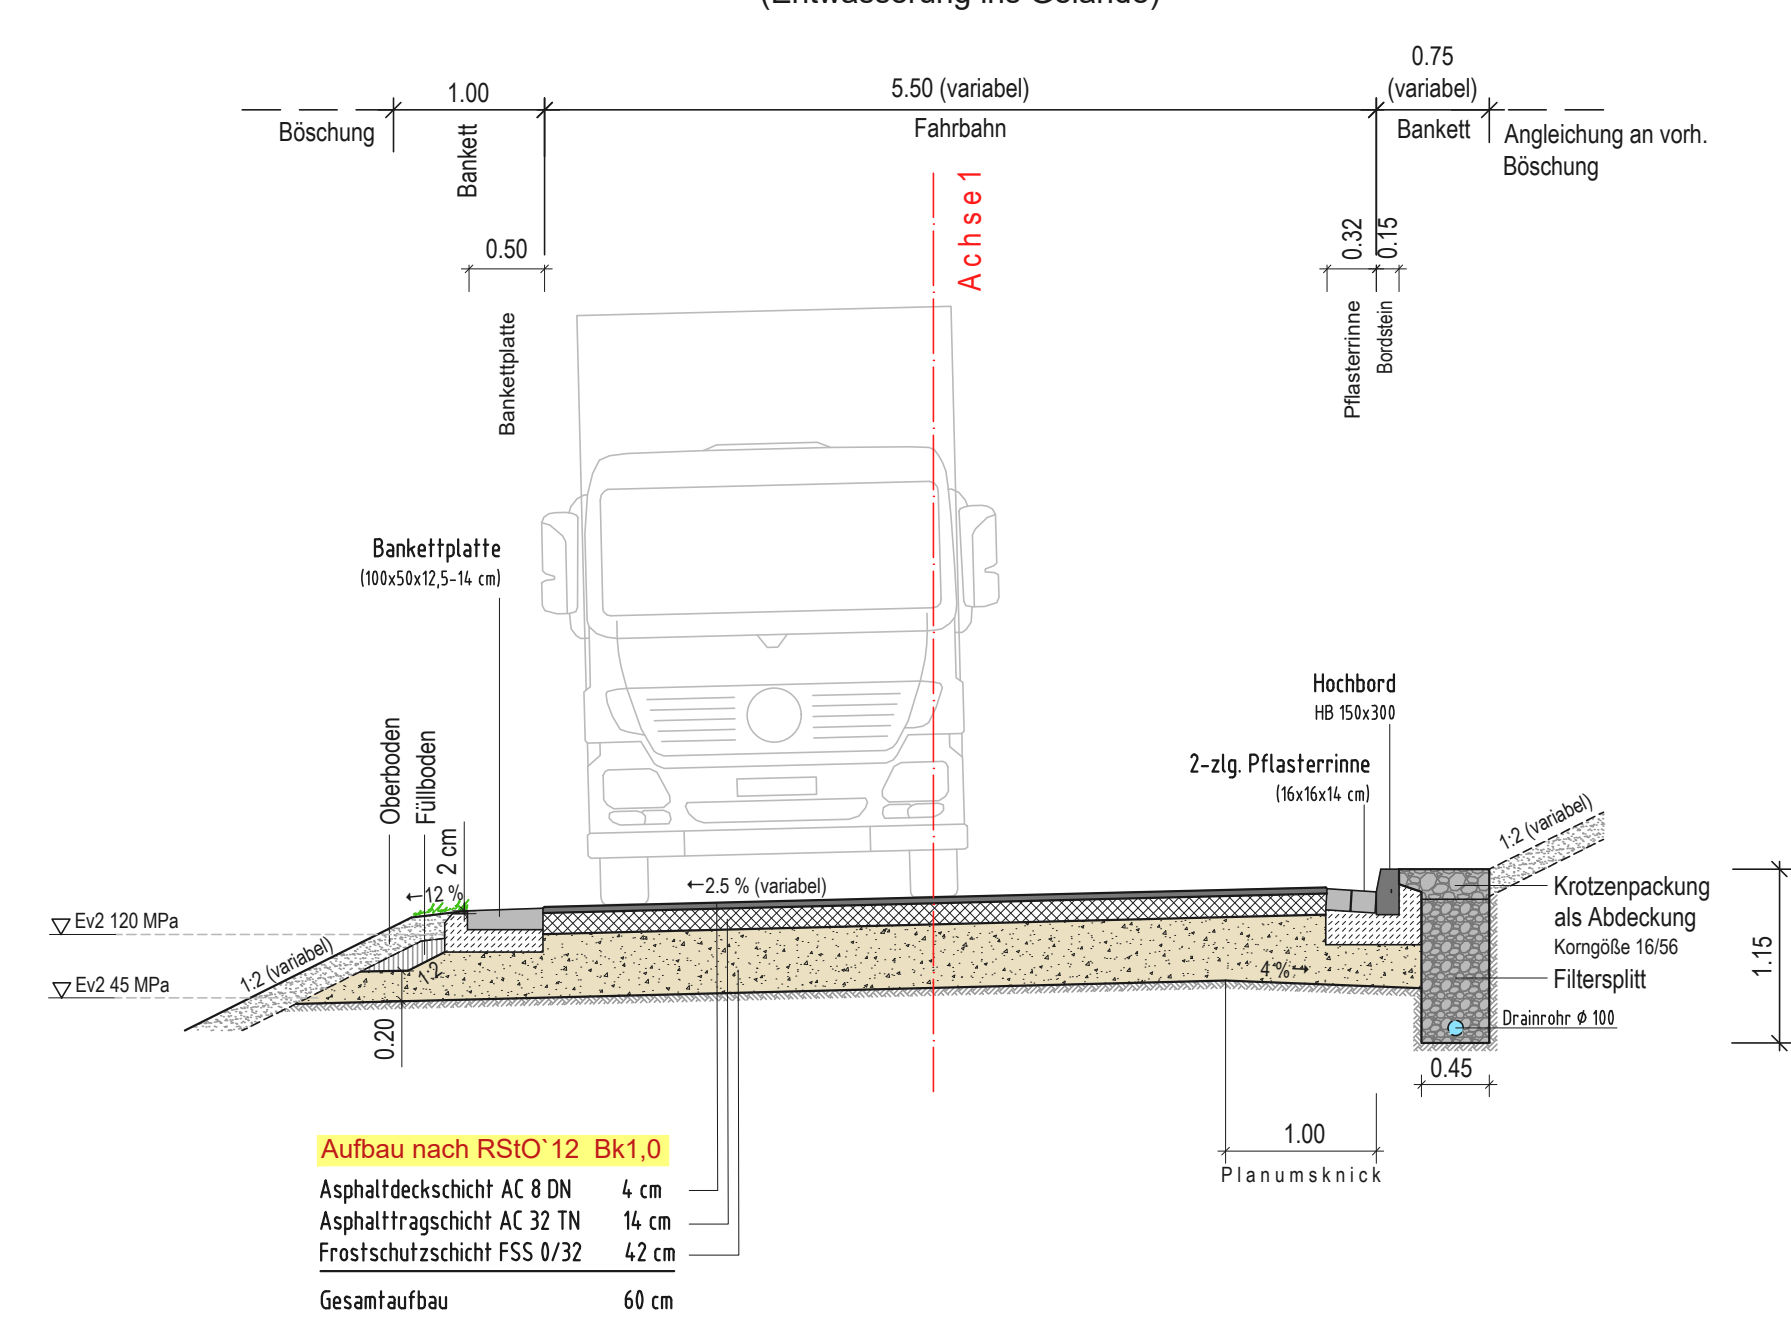 (Entwässerung ins Gelände)
0.75
1.00
5.50 (variabel)
(variabel)
Böschung
Bankett
Fahrbahn
Bankett
Angleichung an vorh.
Böschung
Achse1
0.50
0.32
0.15
Bankettplatte
Pflasterrinne
Bordstein
Bankettplatte
(100x50x12,5-14 cm)
Hochbord
HB 150x300
2-zlg. Pflasterrinne
(16x16x14 cm)
Oberboden
Füllboden
2 cm
1:2 (variabel)
←12 %
←2.5 % (variabel)
Krotzenpackung
als Abdeckung
Korngöße 16/56
Filtersplitt
Ev2 120 MPa
1:2 (variabel)
1:2
4 %→
1.15
Ev2 45 MPa
Drainrohr Ø 100
0.20
0.45
1.00
Planumsknick
Aufbau nach RStO`12 Bk1,0
Asphaltdeckschicht AC 8 DN 4 cm
Asphalttragschicht AC 32 TN 14 cm
Frostschutzschicht FSS 0/32 42 cm
Gesamtaufbau 60 cm